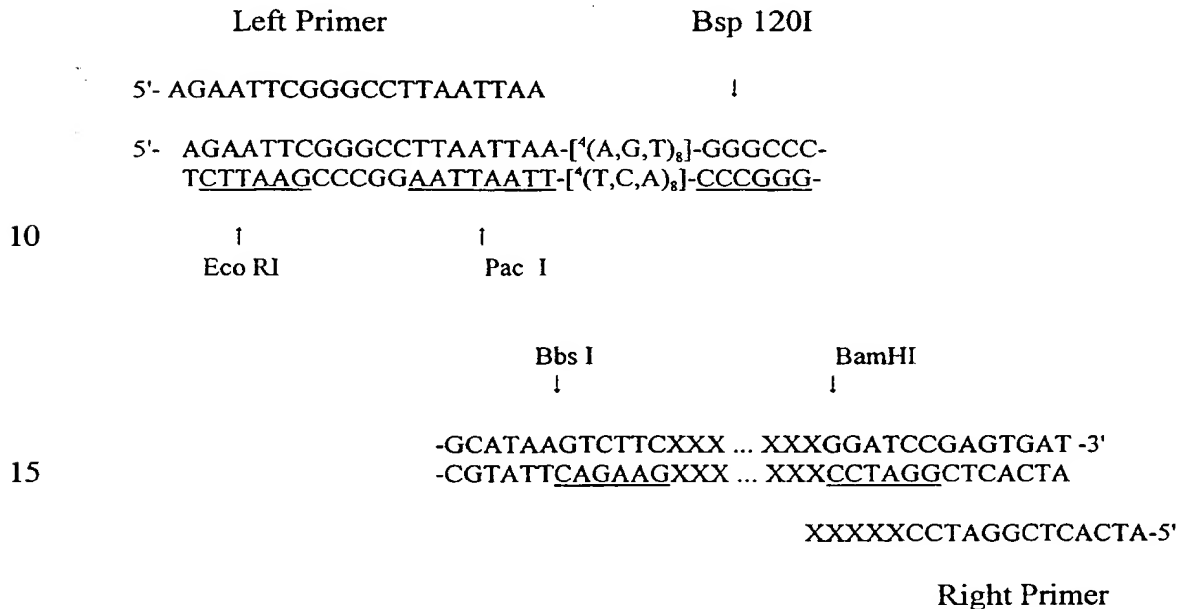 Left Primer Bsp 120I
5'- AGAATTCGGGCCTTAATTAA ↓
5'- AGAATTCGGGCCTTAATTAA-[⁴(A,G,T)₈]-GGGCCC-
TCTTAAGCCCGGAATTAATT-[⁴(T,C,A)₈]-CCCGGG-
10 ↑ ↑
Eco RI Pac I
Bbs I BamHI
↓ ↓
-GCATAAGTCTTCXXX ... XXXGGATCCGAGTGAT -3'
15 -CGTATTCAGAAGXXX ... XXXCCTAGGCTCACTA
XXXXXCCTAGGCTCACTA-5'
Right Primer